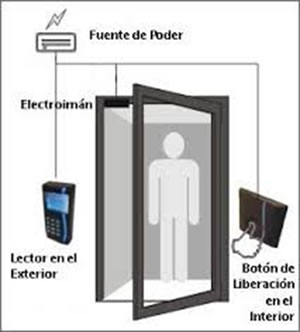 Fuente de Poder
Electroimán
Lector en el
Exterior
Botón de
Liberación
en el
Interior